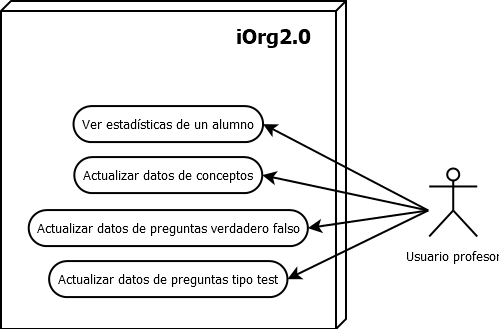 iOrg2.0
Ver estadísticas de un alumno
Actualizar datos de conceptos
Actualizar datos de preguntas verdadero falso
Actualizar datos de preguntas tipo test
Usuario profesor